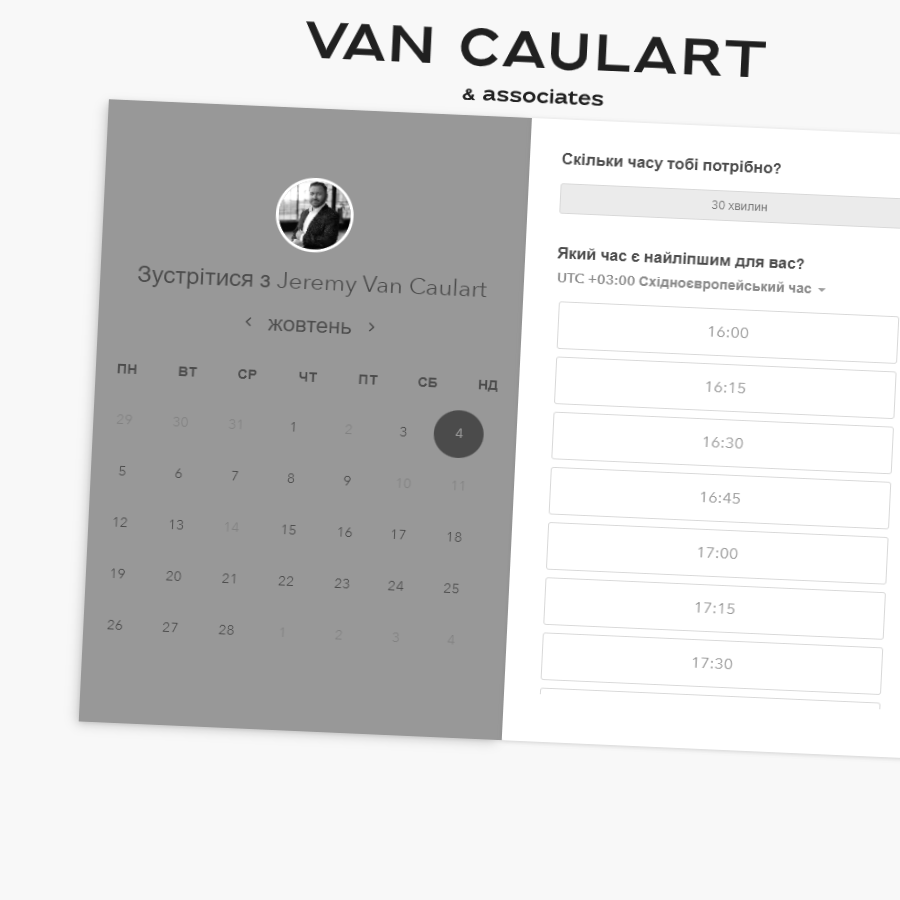 VAN CAULART
& associates
Зустрітися з Jeremy Van Caulart
‹ жовтень ›
ПН ВТ СР ЧТ ПТ СБ НД
29 30 31 1 2 3 4
5 6 7 8 9 10 11
12 13 14 15 16 17 18
19 20 21 22 23 24 25
26 27 28 1 2 3 4
Скільки часу тобі потрібно?
30 хвилин
Який час є найліпшим для вас?
UTC +03:00 Східноєвропейський час
16:00
16:15
16:30
16:45
17:00
17:15
17:30